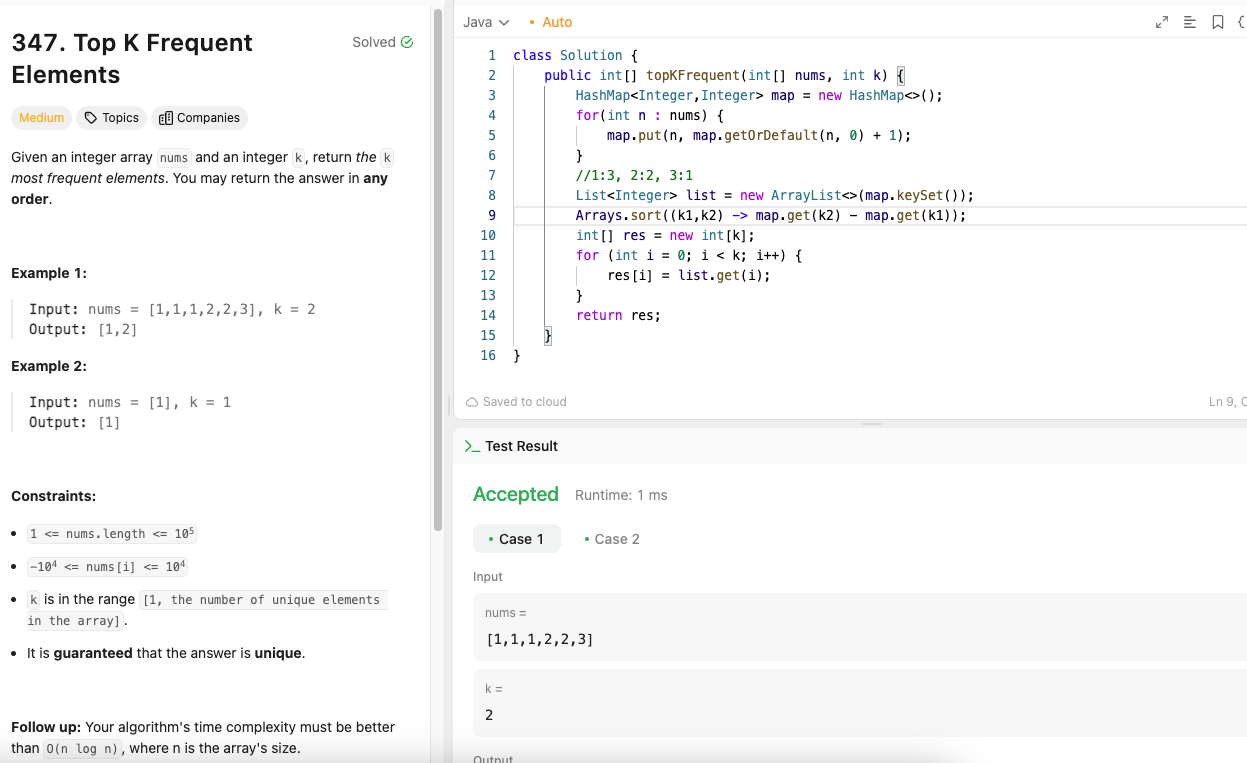 347. Top K Frequent
Elements
Solved
Medium
Topics
Companies
Given an integer array nums and an integer k, return the k
most frequent elements. You may return the answer in any
order.
Example 1:
Input: nums = [1,1,1,2,2,3], k = 2
Output: [1,2]
Example 2:
Input: nums = [1], k = 1
Output: [1]
Constraints:
• 1 <= nums.length <= 10⁵
• -10⁴ <= nums[i] <= 10⁴
• k is in the range [1, the number of unique elements
in the array].
• It is guaranteed that the answer is unique.
Follow up: Your algorithm's time complexity must be better
than O(n log n), where n is the array's size.
Java
• Auto
1 class Solution {
2 public int[] topKFrequent(int[] nums, int k) {
3 HashMap<Integer,Integer> map = new HashMap<>();
4 for(int n : nums) {
5 map.put(n, map.getOrDefault(n, 0) + 1);
6 }
7 //1:3, 2:2, 3:1
8 List<Integer> list = new ArrayList<>(map.keySet());
9 Arrays.sort((k1,k2) -> map.get(k2) - map.get(k1));
10 int[] res = new int[k];
11 for (int i = 0; i < k; i++) {
12 res[i] = list.get(i);
13 }
14 return res;
15 }
16 }
Saved to cloud
Ln 9,
>_ Test Result
Accepted
Runtime: 1 ms
• Case 1
• Case 2
Input
nums =
[1,1,1,2,2,3]
k =
2
Output